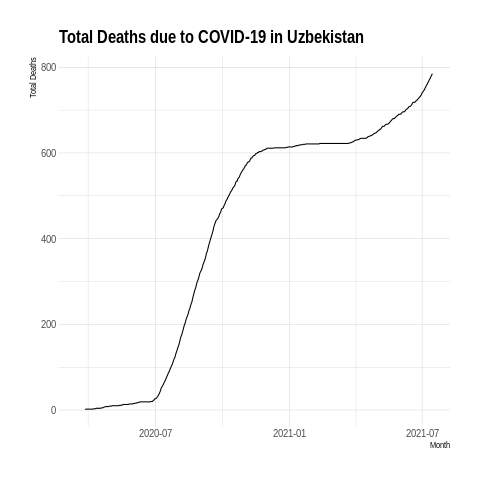 Total Deaths due to COVID-19 in Uzbekistan
Total Deaths
800
600
400
200
0
2020-07
2021-01
2021-07
Month